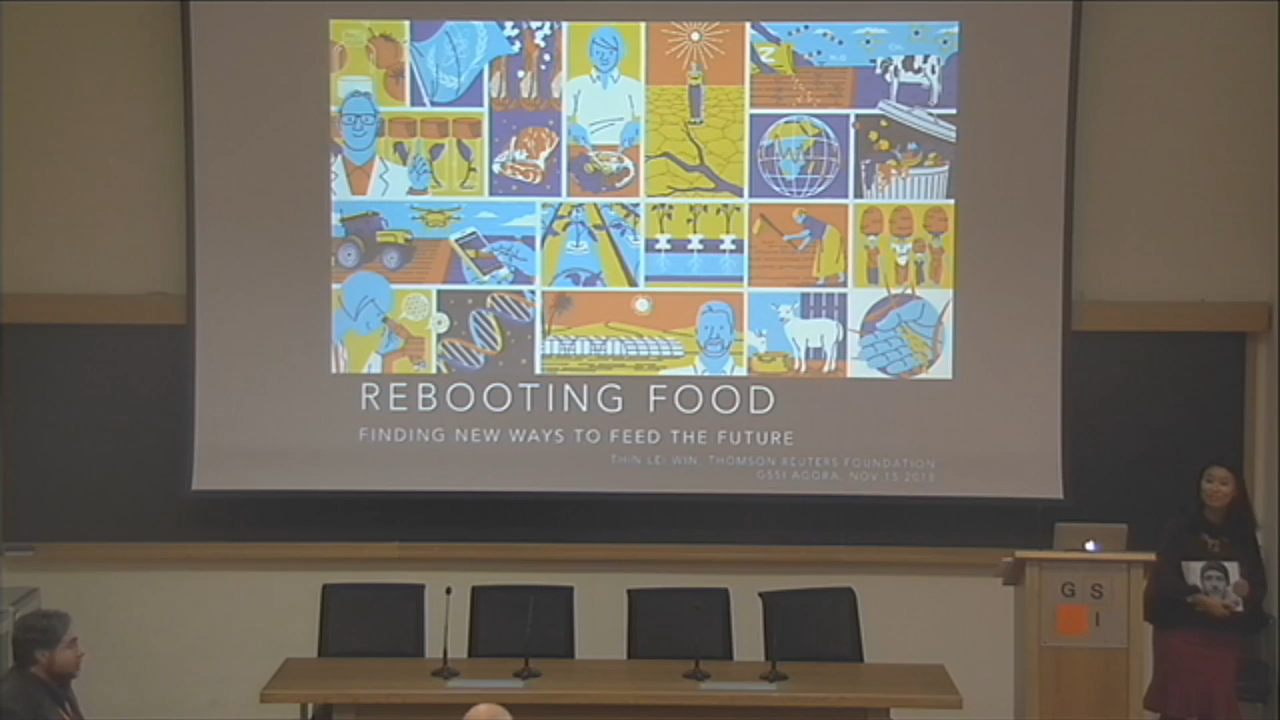 REBOOTING FOOD
FINDING NEW WAYS TO FEED THE FUTURE
THIN LEI WIN, THOMSON REUTERS FOUNDATION
GSSI AGORA, NOV 15 2018
G S
I